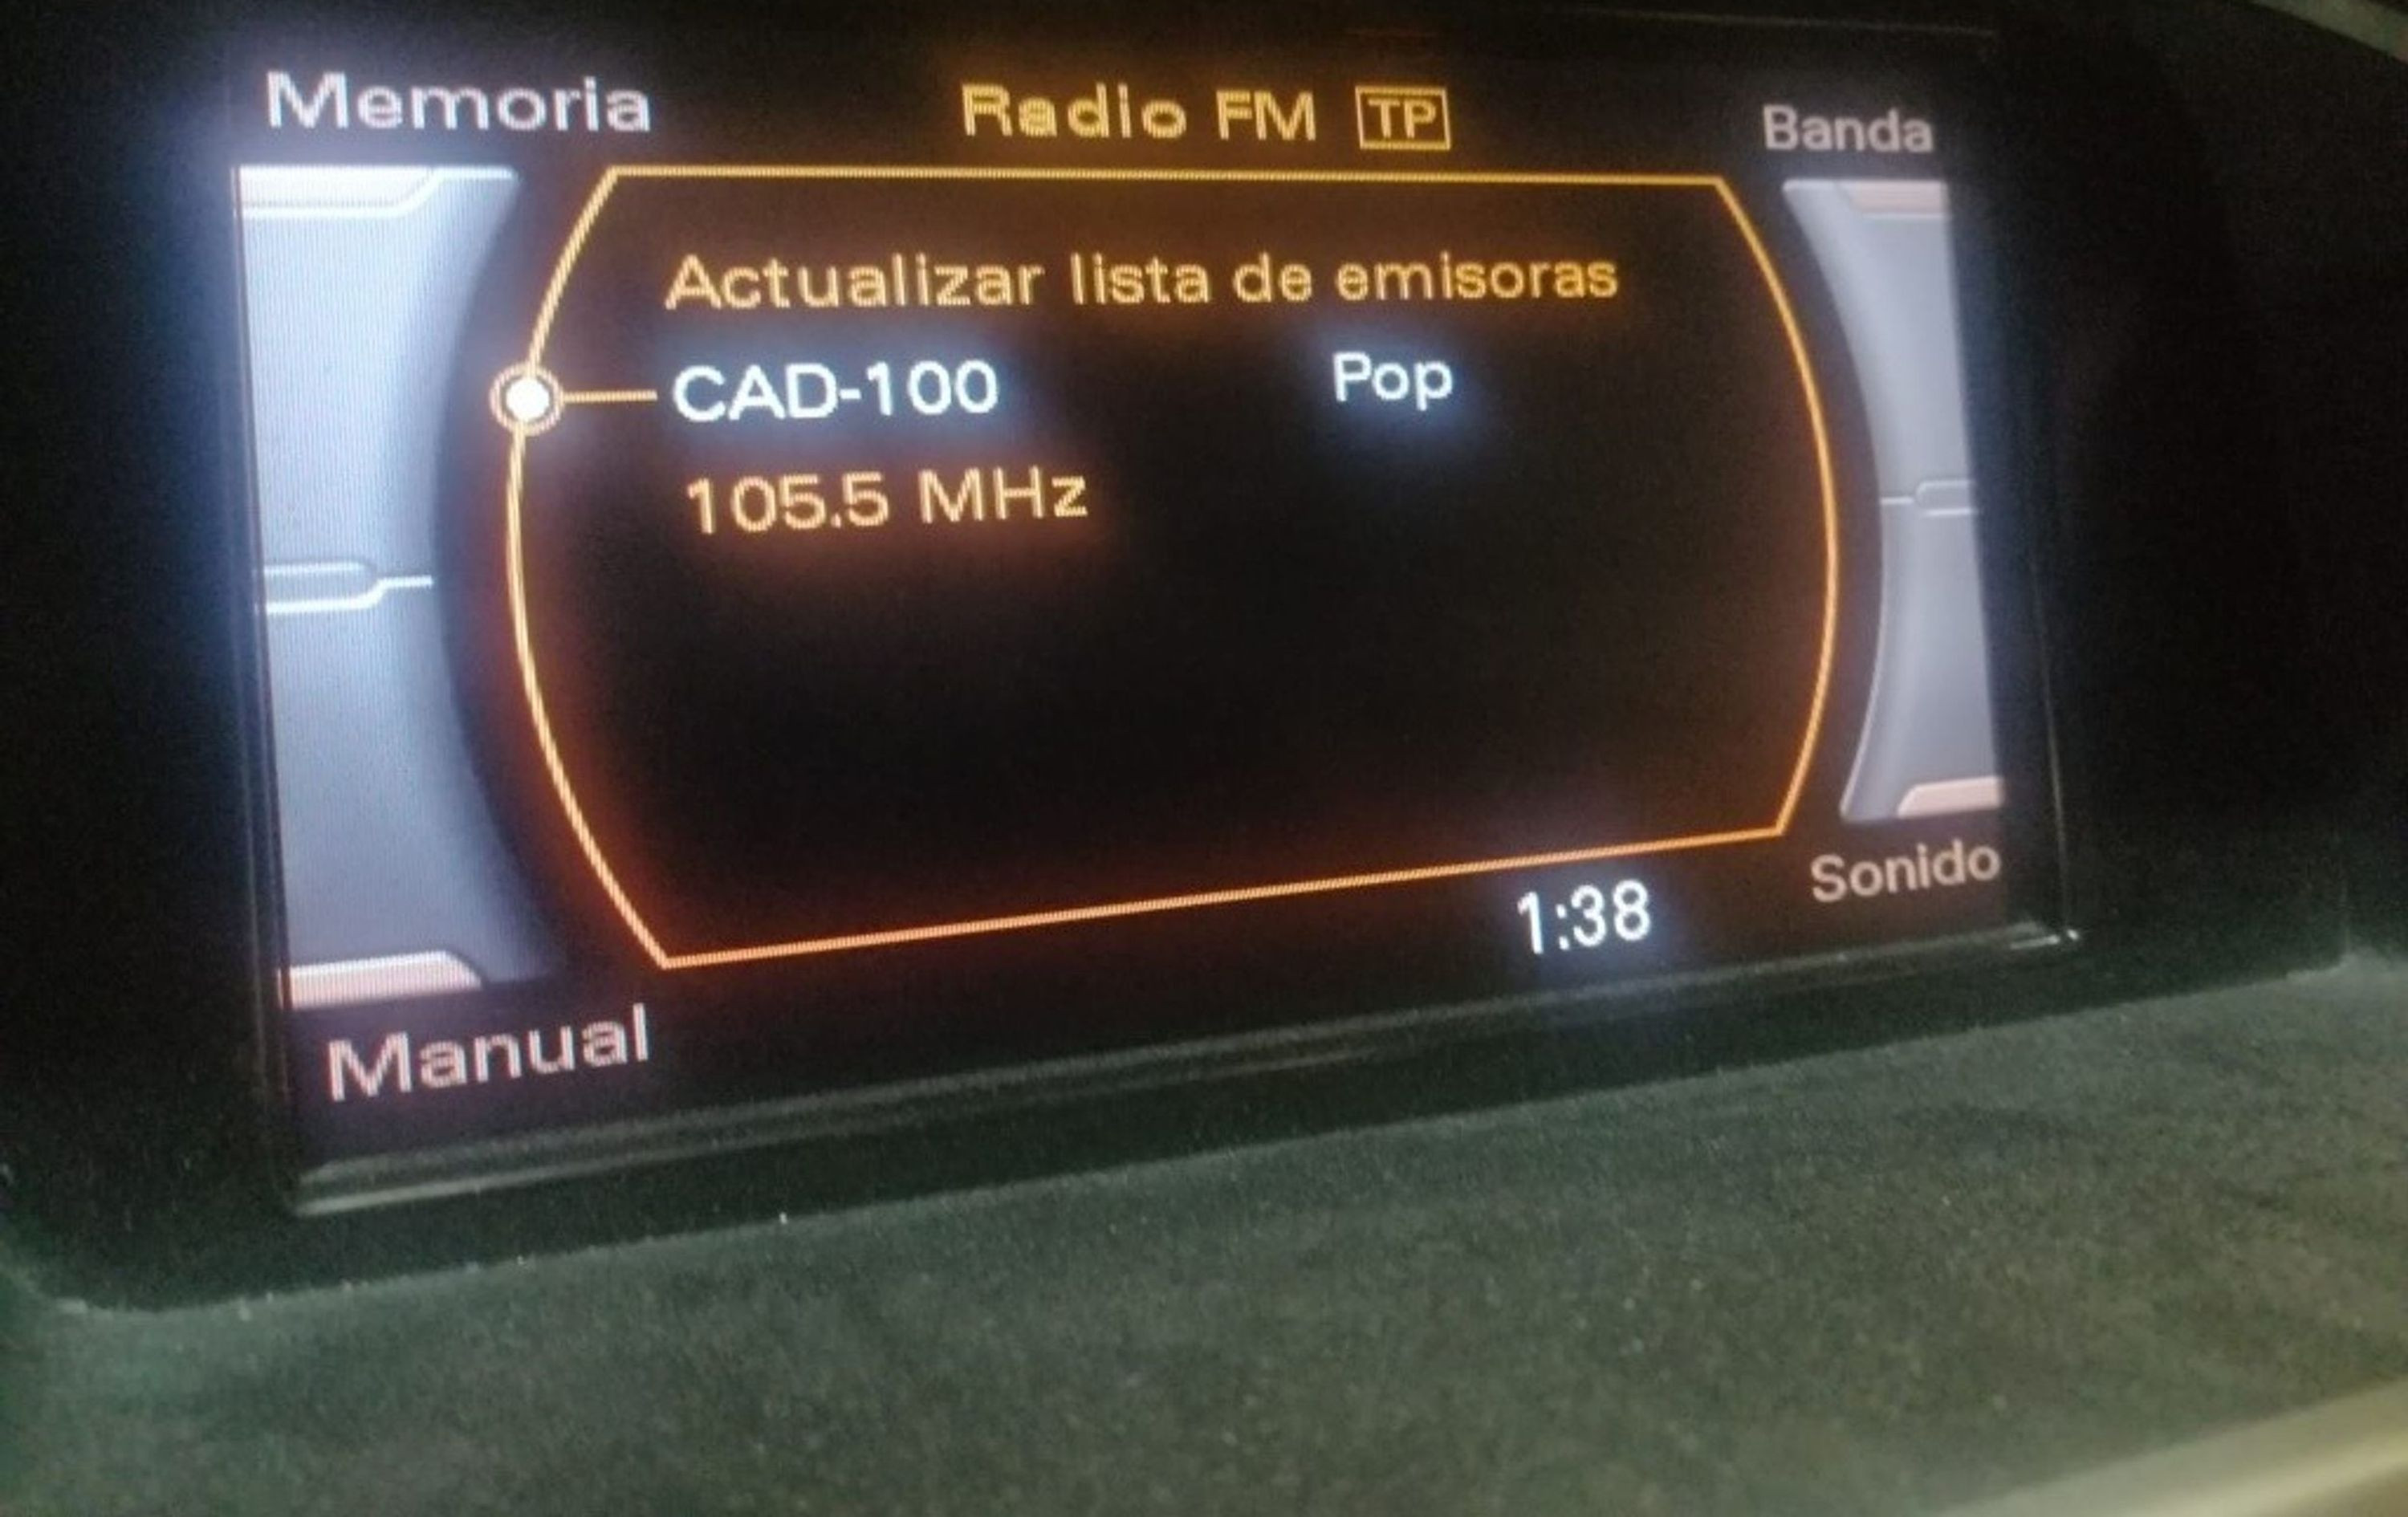 Memoria
Radio FM TP
Banda
Actualizar lista de emisoras
CAD-100 Pop
105.5 MHz
1:38
Sonido
Manual